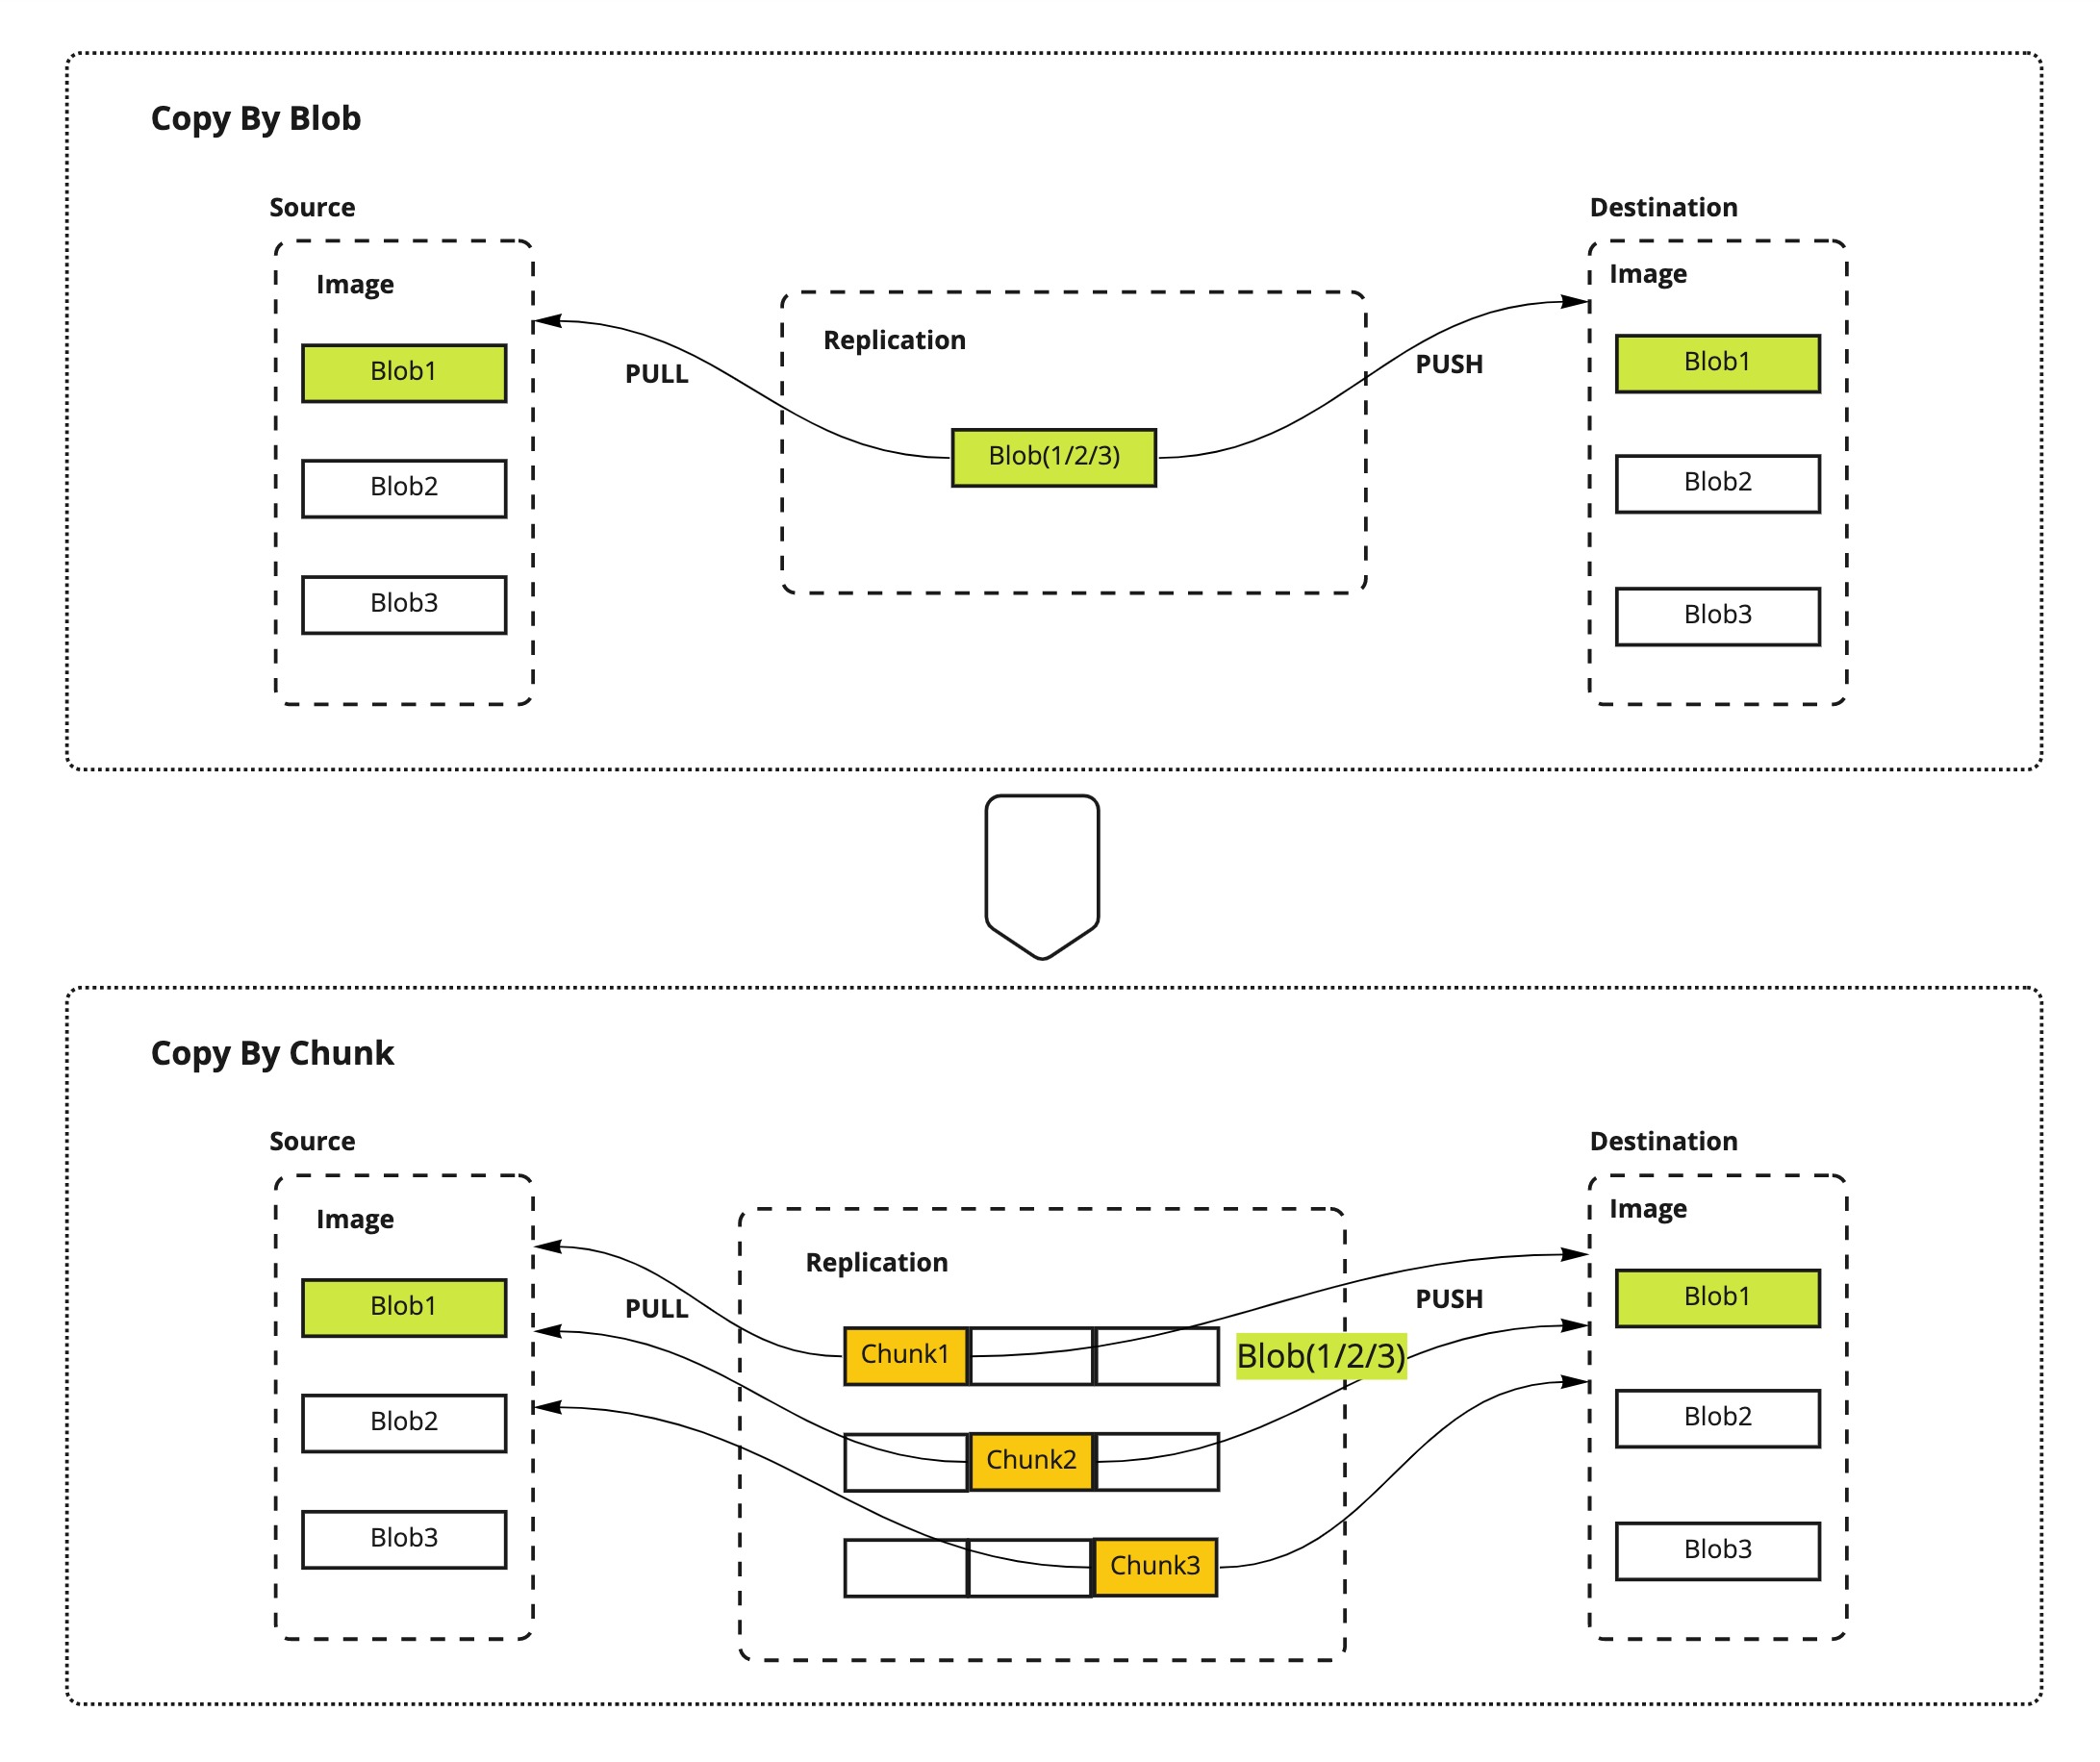 Copy By Blob
Source
Destination
Image
Image
Replication
PULL
PUSH
Blob1
Blob1
Blob(1/2/3)
Blob2
Blob2
Blob3
Blob3
Copy By Chunk
Source
Destination
Image
Image
Replication
PULL
PUSH
Blob1
Blob1
Chunk1
Blob(1/2/3)
Blob2
Blob2
Chunk2
Blob3
Blob3
Chunk3